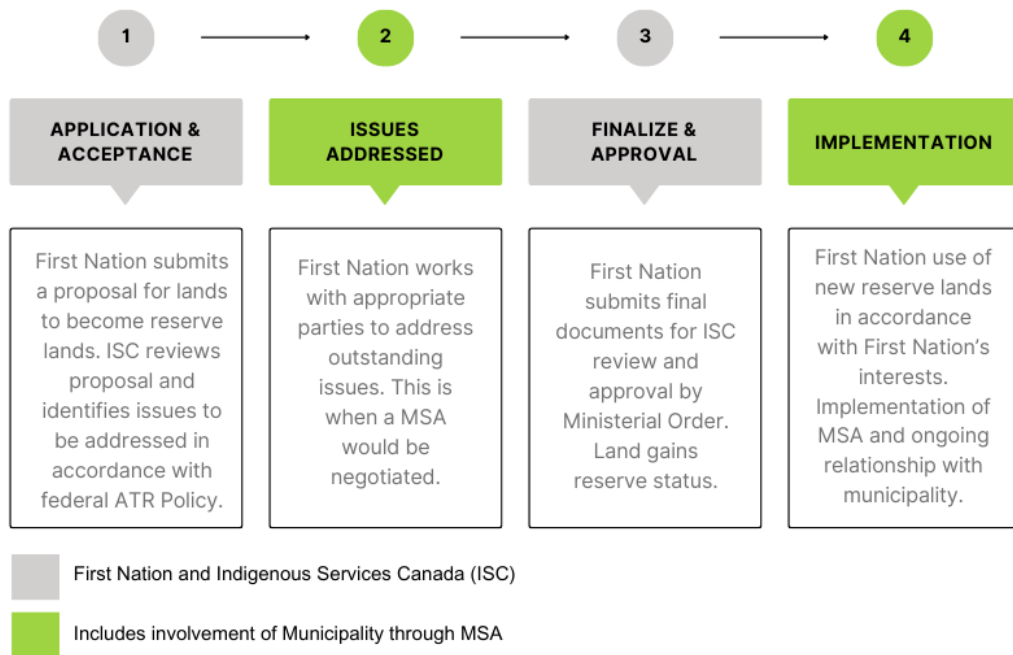 1
2
3
4
APPLICATION &
ACCEPTANCE
ISSUES
ADDRESSED
FINALIZE &
APPROVAL
IMPLEMENTATION
First Nation submits
a proposal for lands
to become reserve
lands. ISC reviews
proposal and
identifies issues to
be addressed in
accordance with
federal ATR Policy.
First Nation works
with appropriate
parties to address
outstanding
issues. This is
when a MSA
would be
negotiated.
First Nation
submits final
documents for ISC
review and
approval by
Ministerial Order.
Land gains
reserve status.
First Nation use of
new reserve lands
in accordance
with First Nation’s
interests.
Implementation of
MSA and ongoing
relationship with
municipality.
First Nation and Indigenous Services Canada (ISC)
Includes involvement of Municipality through MSA